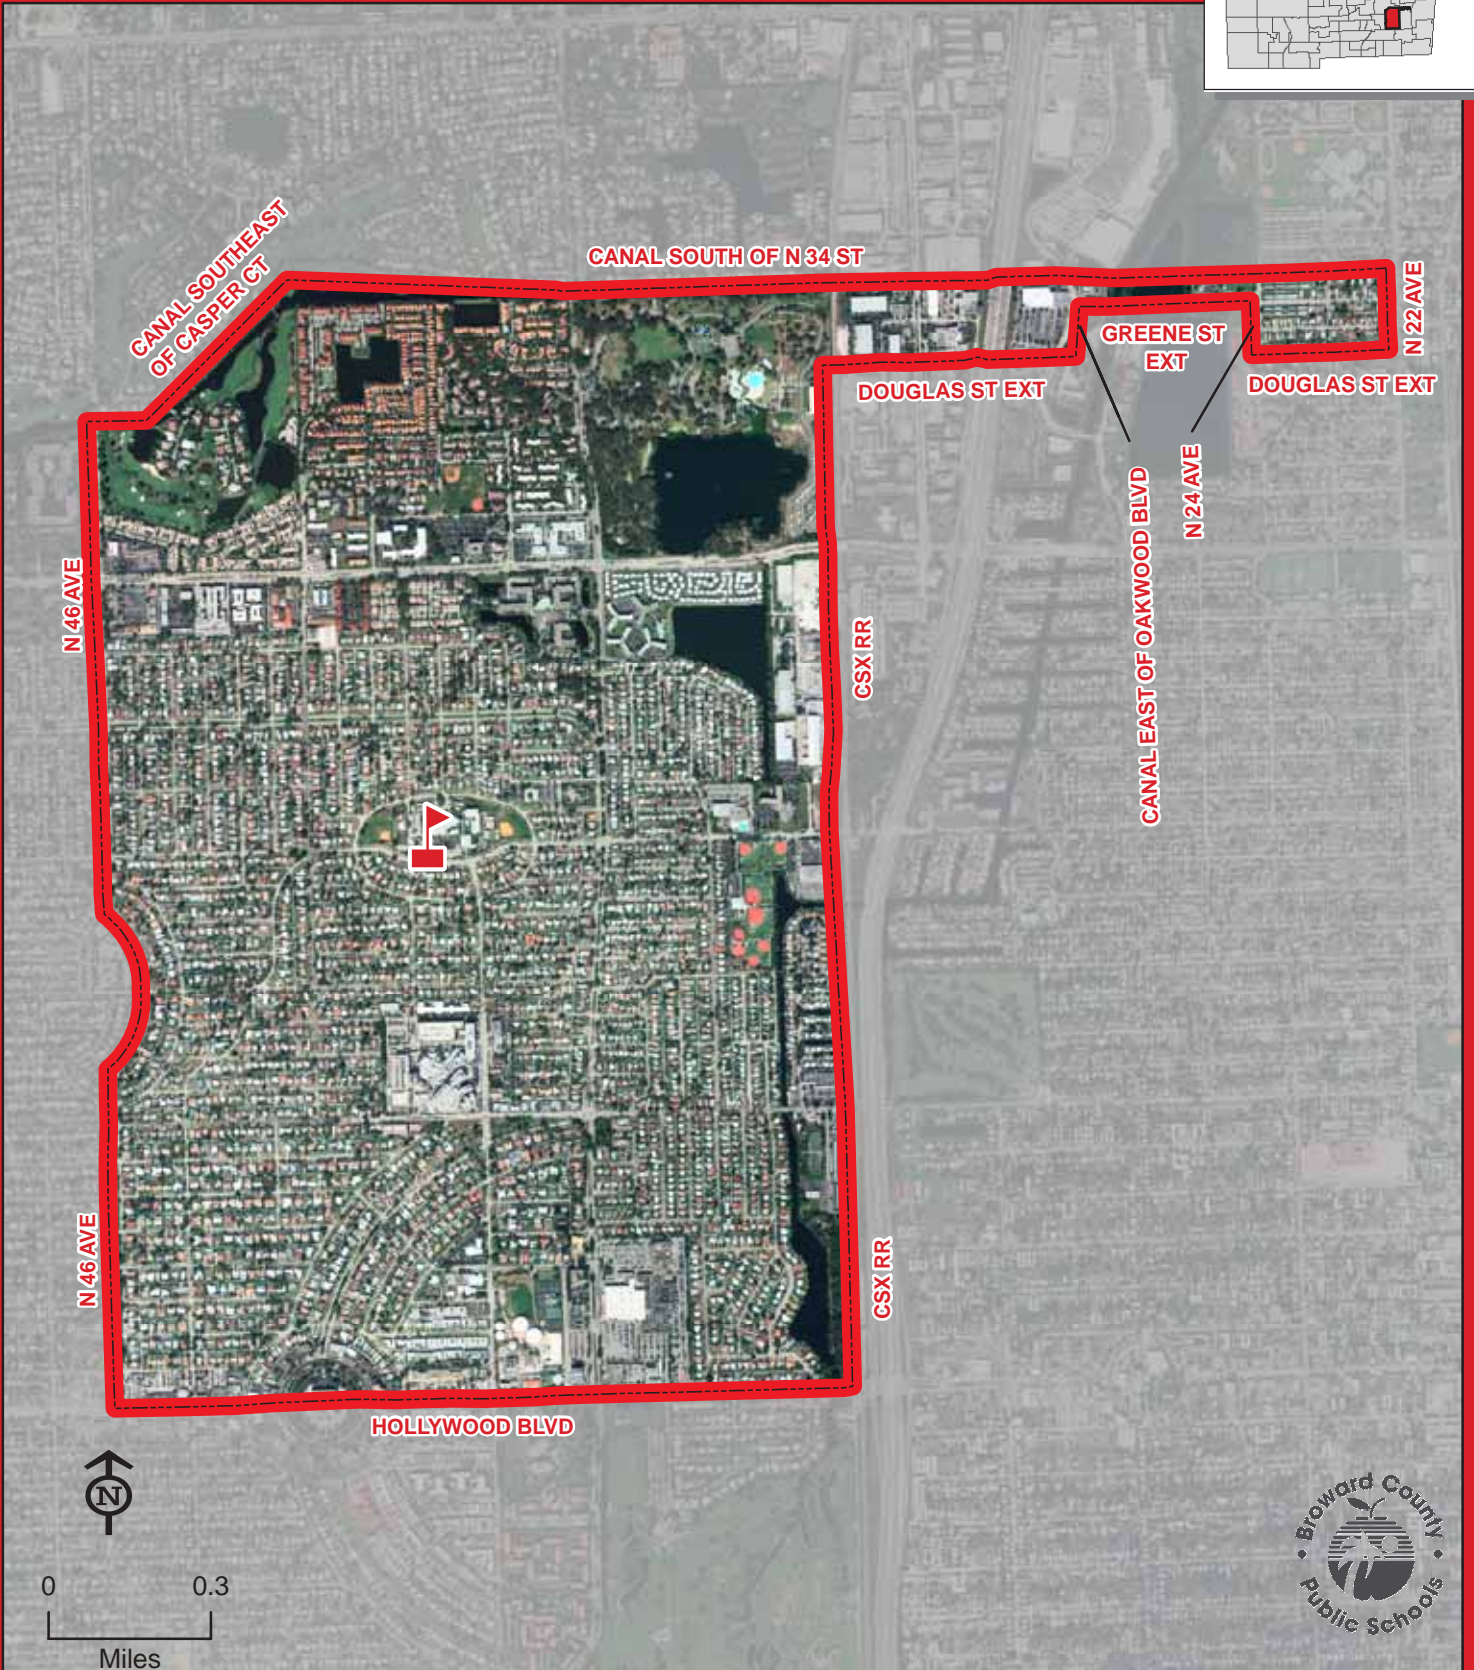 CANAL SOUTHEAST
OF CASPER CT
CANAL SOUTH OF N 34 ST
N 22 AVE
GREENE ST
EXT
DOUGLAS ST EXT
DOUGLAS ST EXT
N 24 AVE
CANAL EAST OF OAKWOOD BLVD
N 46 AVE
CSX RR
N 46 AVE
CSX RR
HOLLYWOOD BLVD
N
0 0.3
Miles
Broward County
Public Schools